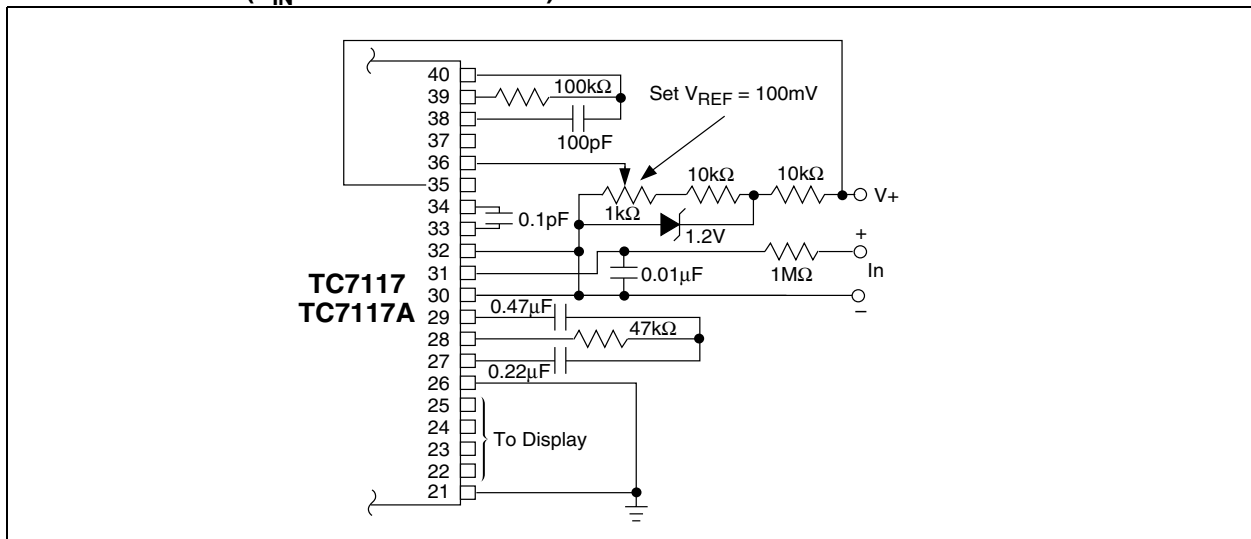 40
39
38
37
36
35
34
33
32
31
30
29
28
27
26
25
24
23
22
21
TC7117
TC7117A
100kΩ
100pF
Set VREF = 100mV
10kΩ
10kΩ
V+
1kΩ
1.2V
0.1pF
+
In
–
1MΩ
0.01μF
0.47μF
47kΩ
0.22μF
To Display